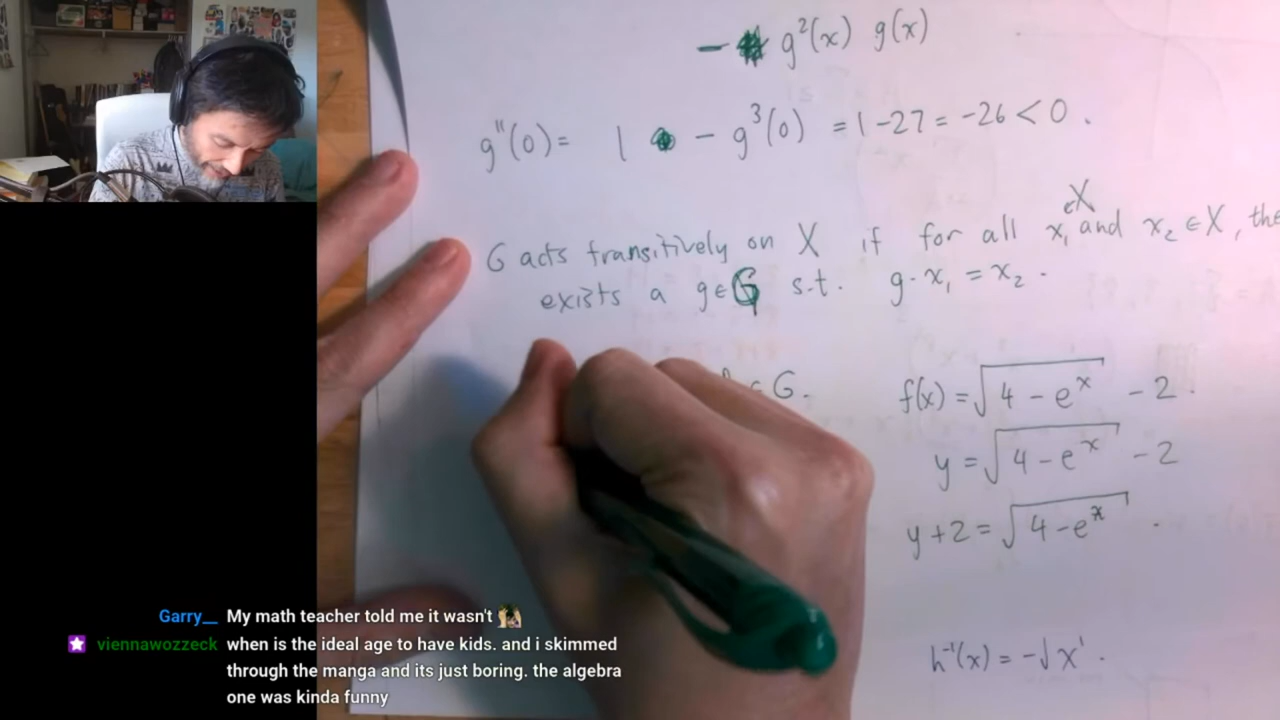 - g²(x) g(x)
g''(0) = 1 - g³(0) = 1-27 = -26 < 0 .
G acts transitively on X if for all x₁ ∈X and x₂ ∈ X , the
exists a g∈G s.t. g · x₁ = x₂ .
∈ G.
f(x) = √4 - eˣ - 2 .
y = √4 - eˣ - 2
y + 2 = √4 - eˣ .
h⁻¹(x) = -√x .
Garry__ My math teacher told me it wasn't
viennawozzeck when is the ideal age to have kids. and i skimmed
through the manga and its just boring. the algebra
one was kinda funny